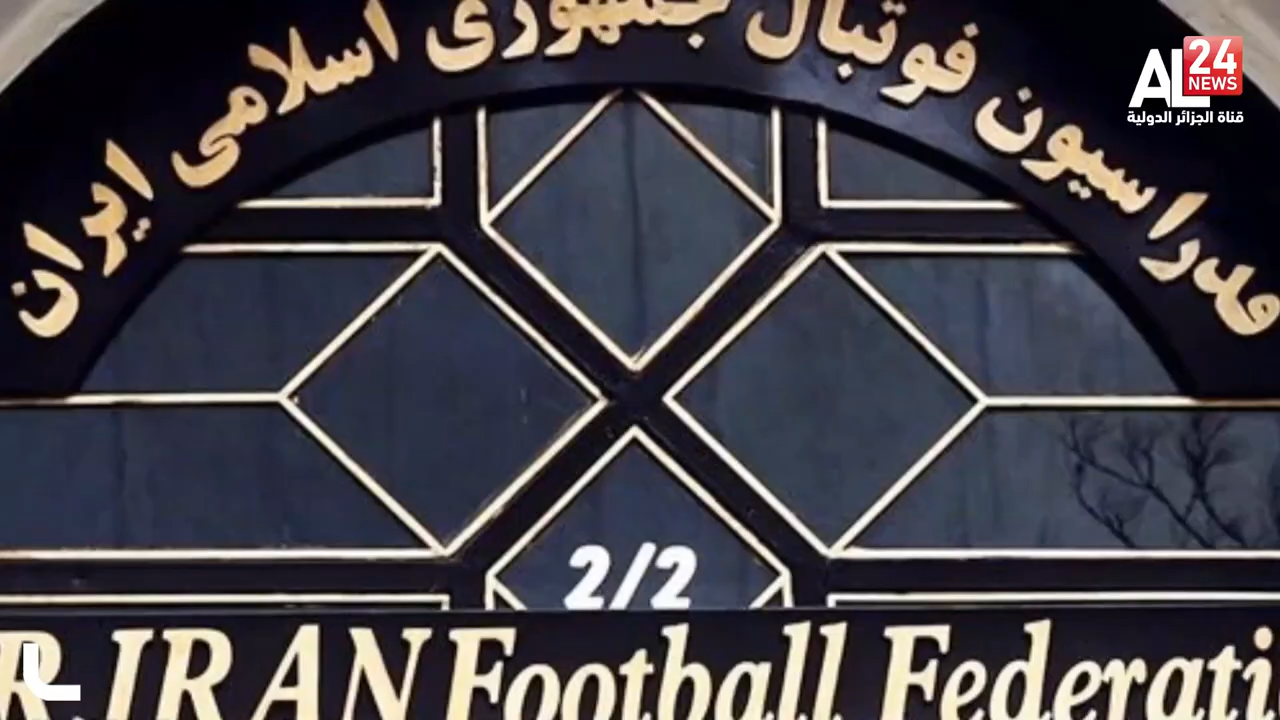 فدراسیون فوتبال جمهوری اسلامی ایران
AL
24
NEWS
قناة الجزائر الدولية
2/2
R.IRAN Football Federati